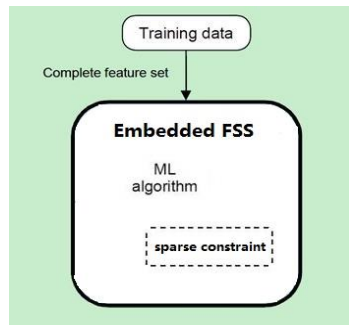 Training data
Complete feature set
Embedded FSS
ML
algorithm
sparse constraint